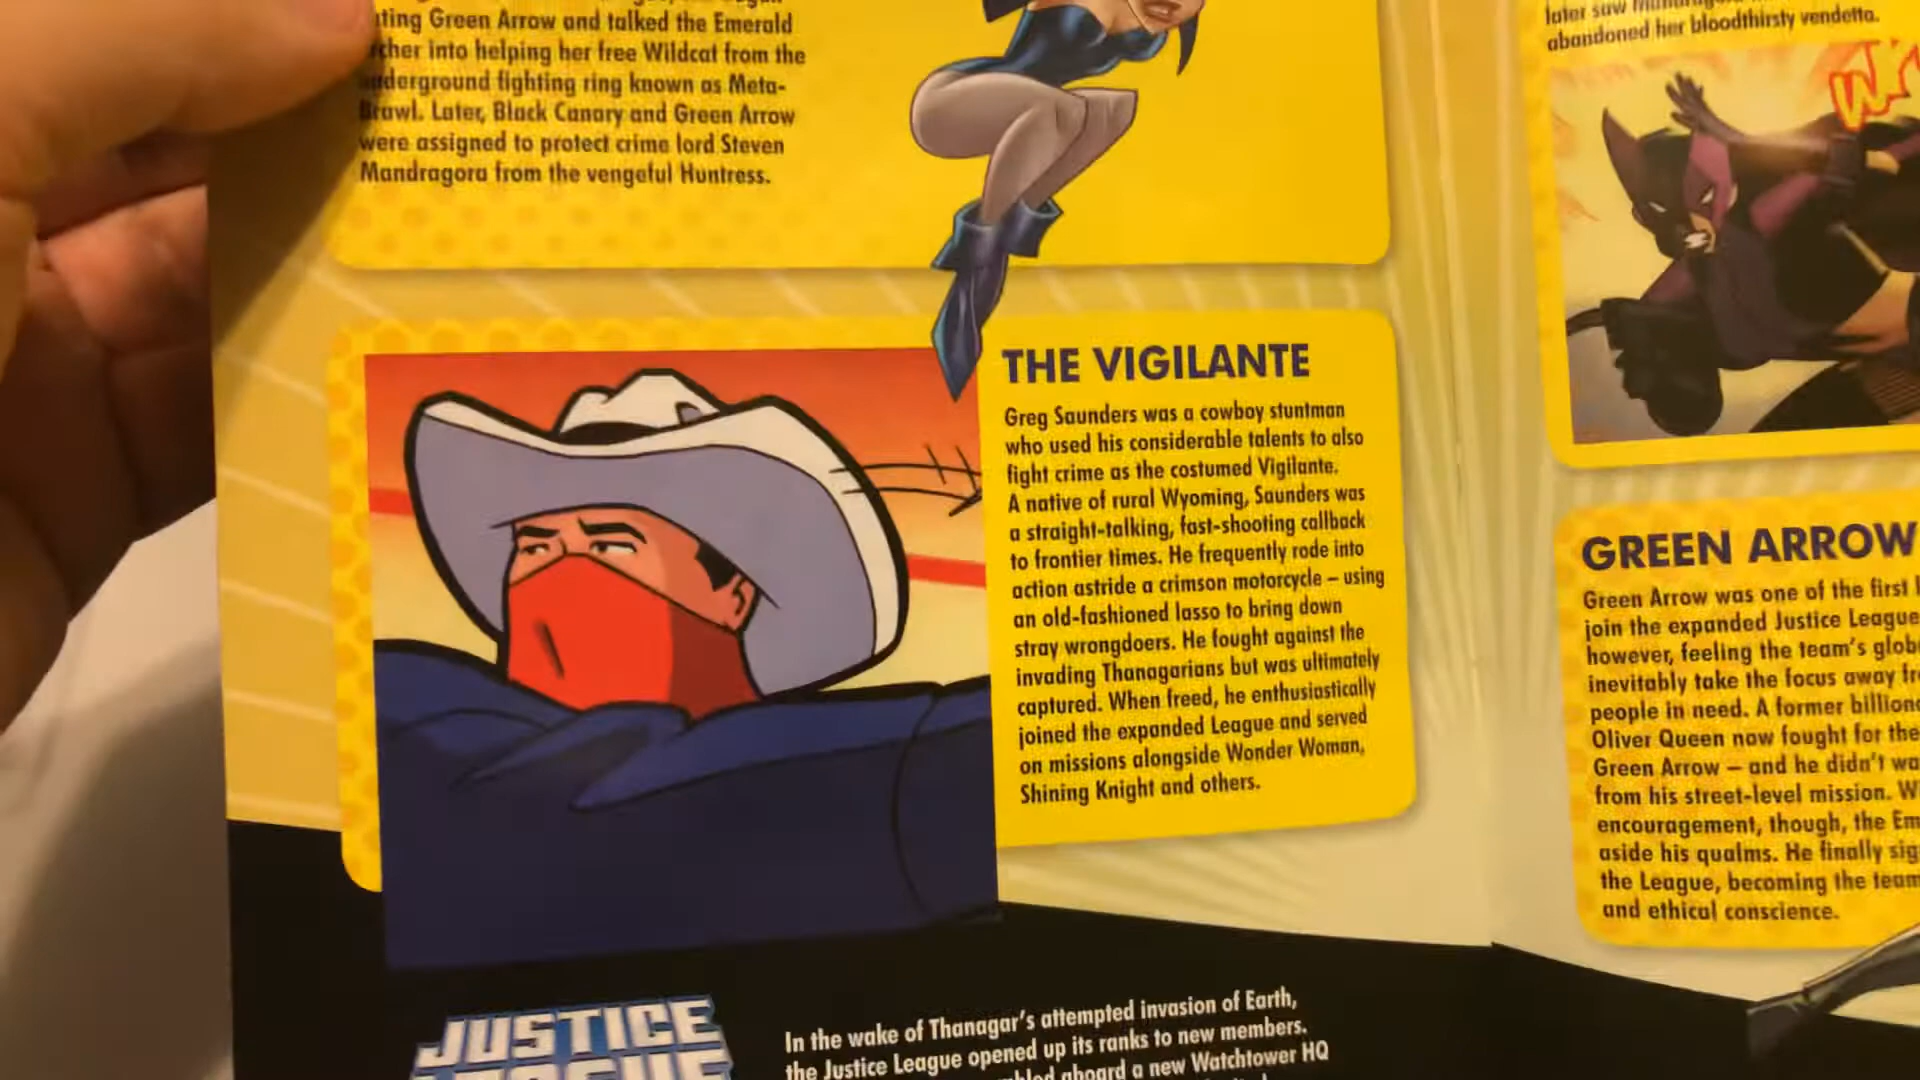 ting Green Arrow and talked the Emerald
cher into helping her free Wildcat from the
derground fighting ring known as Meta-
Brawl. Later, Black Canary and Green Arrow
were assigned to protect crime lord Steven
Mandragora from the vengeful Huntress.
THE VIGILANTE
Greg Saunders was a cowboy stuntman
who used his considerable talents to also
fight crime as the costumed Vigilante.
A native of rural Wyoming, Saunders was
a straight-talking, fast-shooting callback
to frontier times. He frequently rode into
action astride a crimson motorcycle – using
an old-fashioned lasso to bring down
stray wrongdoers. He fought against the
invading Thanagarians but was ultimately
captured. When freed, he enthusiastically
joined the expanded League and served
on missions alongside Wonder Woman,
Shining Knight and others.
JUSTICE
LEAGUE
In the wake of Thanagar's attempted invasion of Earth,
the Justice League opened up its ranks to new members.
aboard a new Watchtower HQ
later saw
abandoned her bloodthirsty vendetta.
GREEN ARROW
Green Arrow was one of the first
join the expanded Justice League
however, feeling the team's glob
inevitably take the focus away fr
people in need. A former billion
Oliver Queen now fought for the
Green Arrow – and he didn't wa
from his street-level mission. W
encouragement, though, the Em
aside his qualms. He finally sig
the League, becoming the team
and ethical conscience.